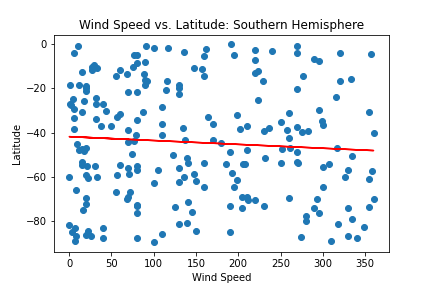 Wind Speed vs. Latitude: Southern Hemisphere
0
−20
−40
−60
−80
Latitude
0 50 100 150 200 250 300 350
Wind Speed